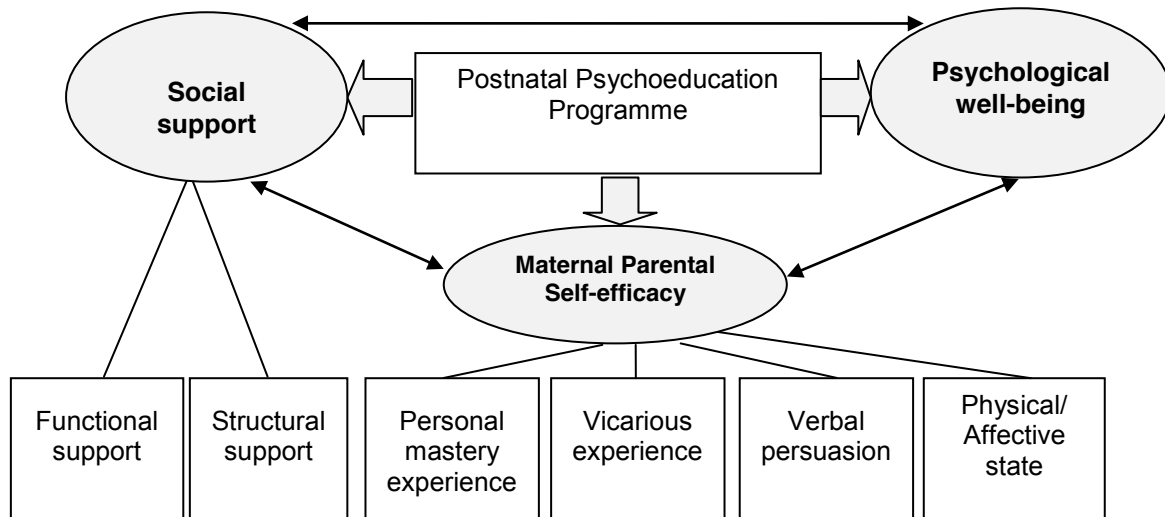 Social
support
Postnatal Psychoeducation
Programme
Psychological
well-being
Maternal Parental
Self-efficacy
Functional
support
Structural
support
Personal
mastery
experience
Vicarious
experience
Verbal
persuasion
Physical/
Affective
state